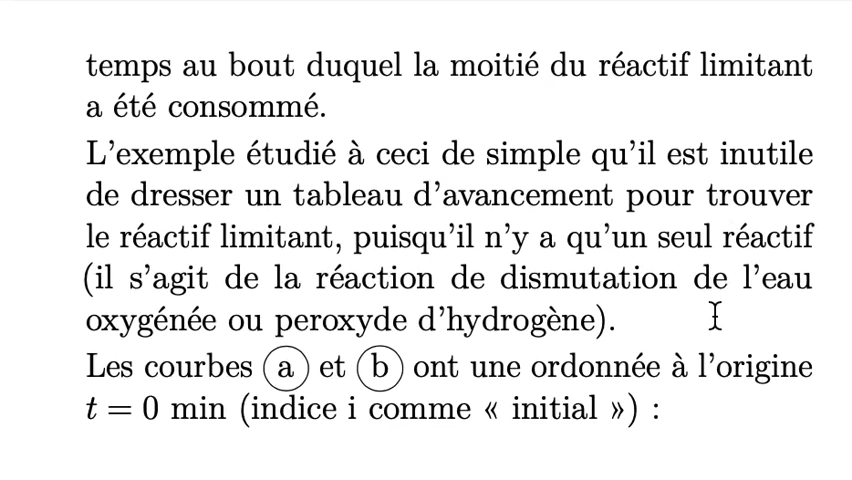 temps au bout duquel la moitié du réactif limitant
a été consommé.
L'exemple étudié à ceci de simple qu'il est inutile
de dresser un tableau d'avancement pour trouver
le réactif limitant, puisqu'il n'y a qu'un seul réactif
(il s'agit de la réaction de dismutation de l'eau
oxygénée ou peroxyde d'hydrogène).
Les courbes a et b ont une ordonnée à l'origine
t = 0 min (indice i comme « initial ») :